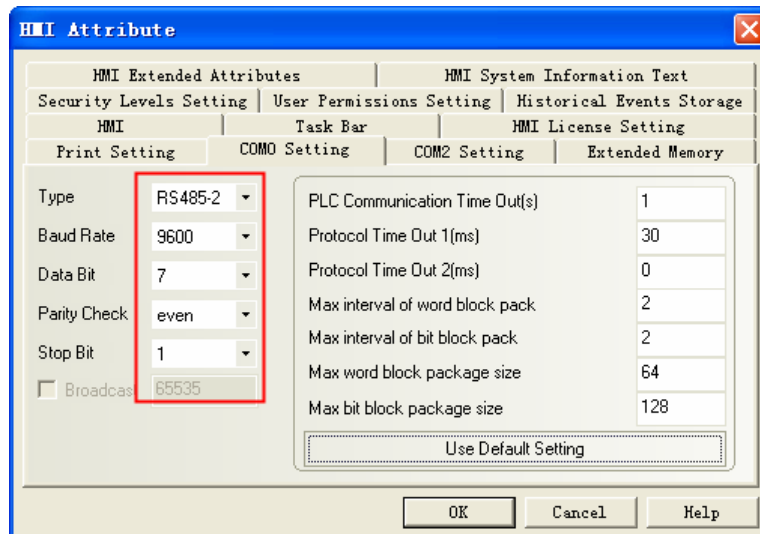 HMI Attribute
HMI Extended Attributes HMI System Information Text
Security Levels Setting User Permissions Setting Historical Events Storage
HMI Task Bar HMI License Setting
Print Setting COM0 Setting COM2 Setting Extended Memory
Type RS485-2
Baud Rate 9600
Data Bit 7
Parity Check even
Stop Bit 1
Broadcas 65535
PLC Communication Time Out(s) 1
Protocol Time Out 1(ms) 30
Protocol Time Out 2(ms) 0
Max interval of word block pack 2
Max interval of bit block pack 2
Max word block package size 64
Max bit block package size 128
Use Default Setting
OK Cancel Help